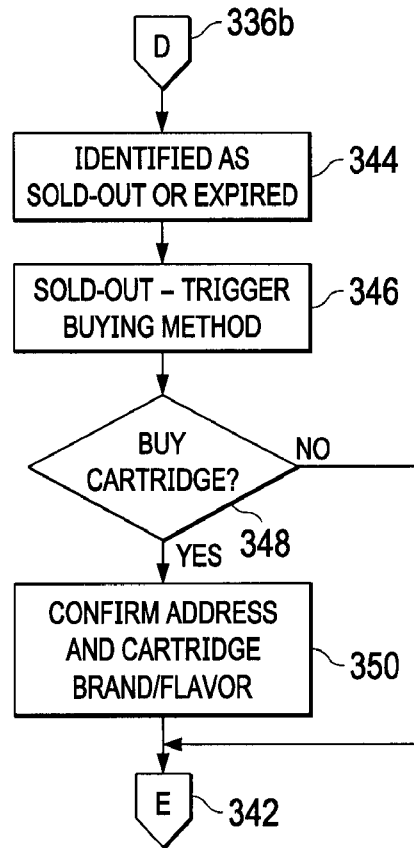 D
336b
IDENTIFIED AS
SOLD-OUT OR EXPIRED
344
SOLD-OUT – TRIGGER
BUYING METHOD
346
BUY
CARTRIDGE?
NO
348
YES
CONFIRM ADDRESS
AND CARTRIDGE
BRAND/FLAVOR
350
E
342